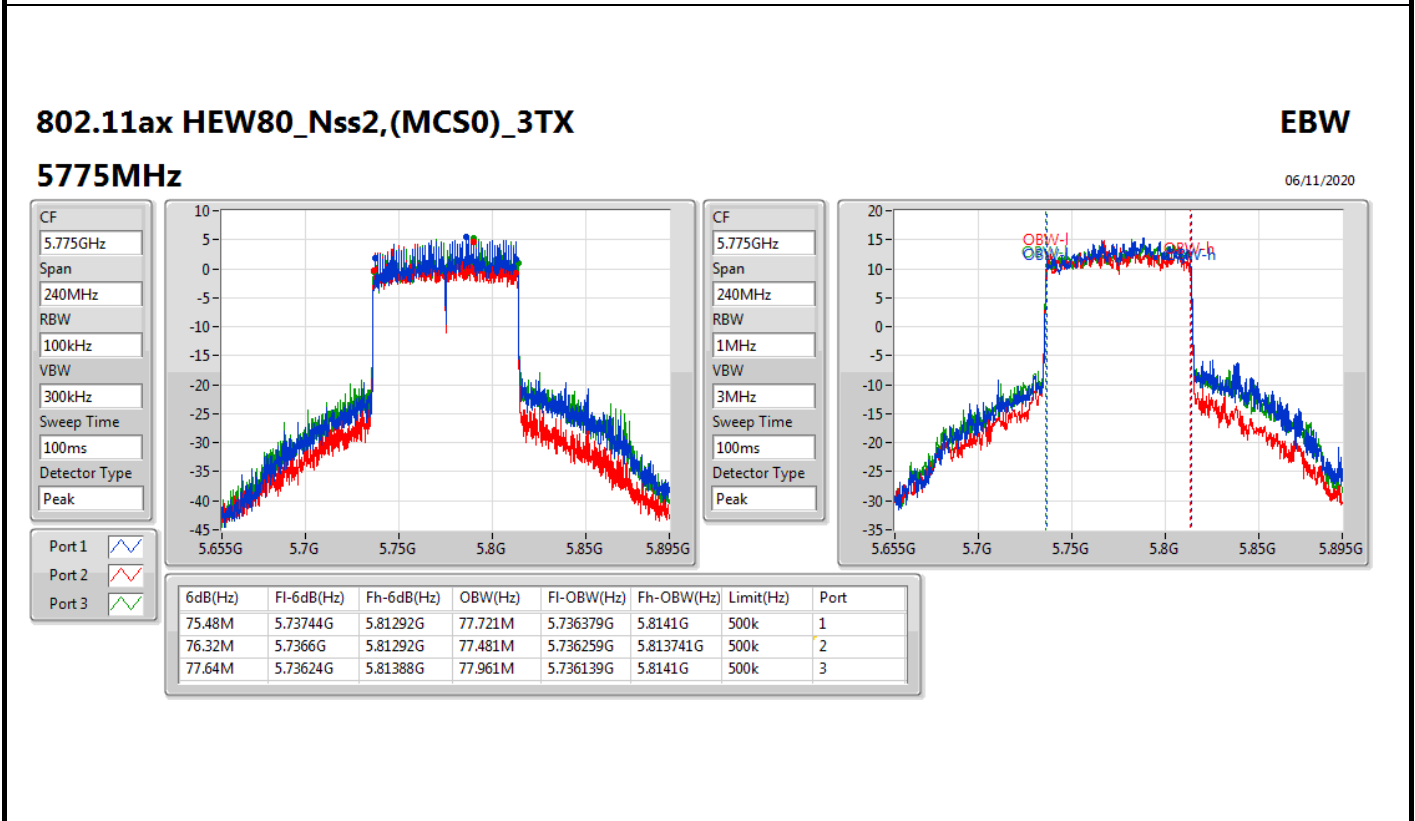 802.11ax HEW80_Nss2,(MCS0)_3TX
EBW
5775MHz
06/11/2020
CF
5.775GHz
Span
240MHz
RBW
100kHz
VBW
300kHz
Sweep Time
100ms
Detector Type
Peak
10
5
0
-5
-10
-15
-20
-25
-30
-35
-40
-45
5.655G 5.7G 5.75G 5.8G 5.85G 5.895G
CF
5.775GHz
Span
240MHz
RBW
1MHz
VBW
3MHz
Sweep Time
100ms
Detector Type
Peak
20
15
10
5
0
-5
-10
-15
-20
-25
-30
-35
OBW-l
OBW-h
5.655G 5.7G 5.75G 5.8G 5.85G 5.895G
Port 1
Port 2
Port 3
6dB(Hz) Fl-6dB(Hz) Fh-6dB(Hz) OBW(Hz) Fl-OBW(Hz) Fh-OBW(Hz) Limit(Hz) Port
75.48M 5.73744G 5.81292G 77.721M 5.736379G 5.8141G 500k 1
76.32M 5.7366G 5.81292G 77.481M 5.736259G 5.813741G 500k 2
77.64M 5.73624G 5.81388G 77.961M 5.736139G 5.8141G 500k 3